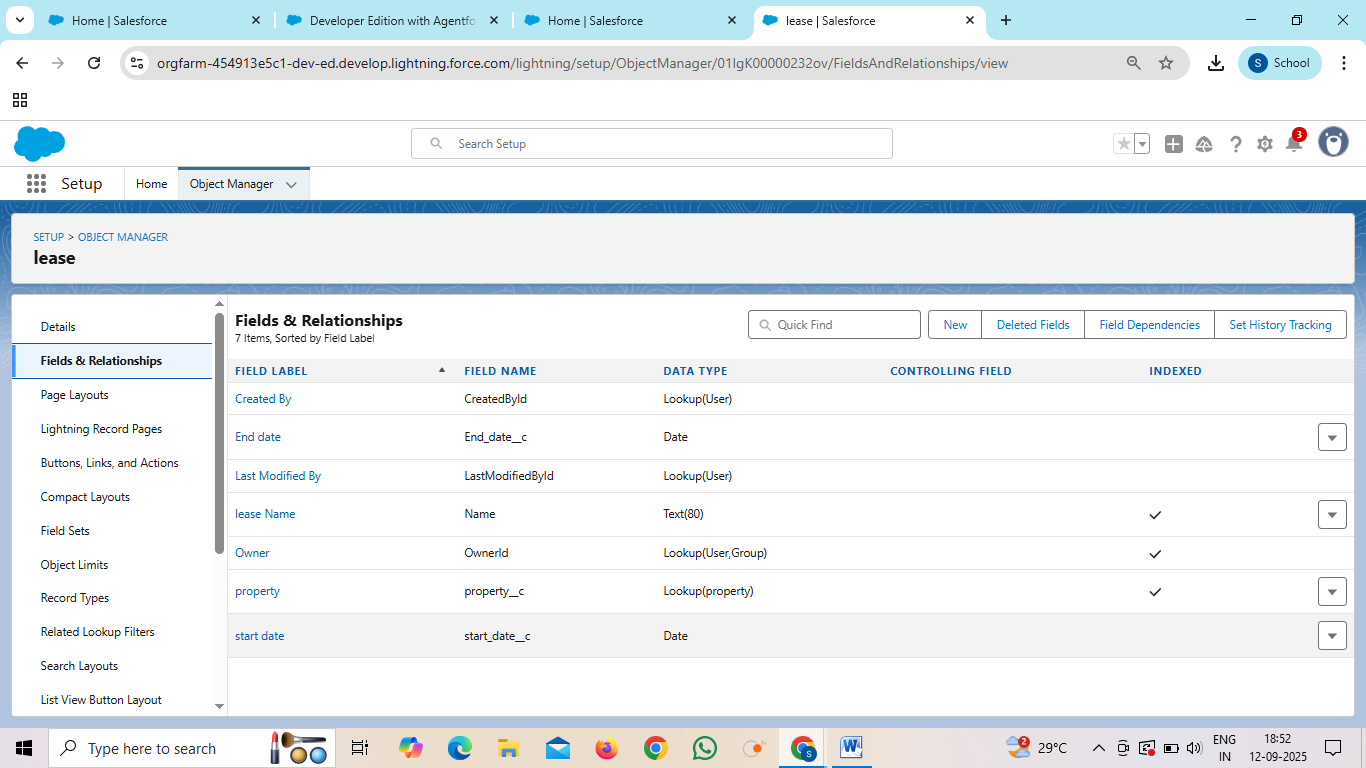 Home | Salesforce
Developer Edition with Agentfo
Home | Salesforce
lease | Salesforce
orgfarm-454913e5c1-dev-ed.develop.lightning.force.com/lightning/setup/ObjectManager/01IgK00000232ov/FieldsAndRelationships/view
S School
Search Setup
3
Setup Home Object Manager
SETUP > OBJECT MANAGER
lease
Details
Fields & Relationships
Page Layouts
Lightning Record Pages
Buttons, Links, and Actions
Compact Layouts
Field Sets
Object Limits
Record Types
Related Lookup Filters
Search Layouts
List View Button Layout
Fields & Relationships
7 Items, Sorted by Field Label
Quick Find
New
Deleted Fields
Field Dependencies
Set History Tracking
FIELD LABEL FIELD NAME DATA TYPE CONTROLLING FIELD INDEXED
Created By CreatedById Lookup(User)
End date End_date__c Date
Last Modified By LastModifiedById Lookup(User)
lease Name Name Text(80)
Owner OwnerId Lookup(User,Group)
property property__c Lookup(property)
start date start_date__c Date
Type here to search
2
29°C
ENG
IN
18:52
12-09-2025